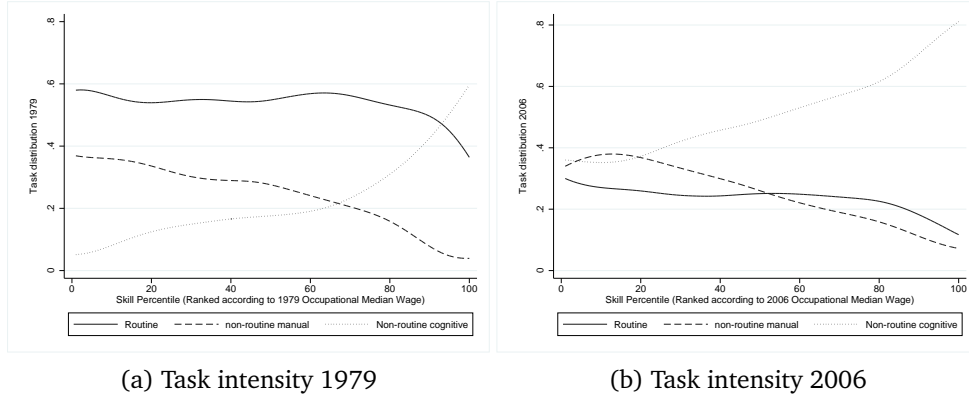 Task distribution 1979
.8
.6
.4
.2
0
0 20 40 60 80 100
Skill Percentile (Ranked according to 1979 Occupational Median Wage)
Routine non-routine manual Non-routine cognitive
(a) Task intensity 1979
Task distribution 2006
.8
.6
.4
.2
0
0 20 40 60 80 100
Skill Percentile (Ranked according to 2006 Occupational Median Wage)
Routine non-routine manual Non-routine cognitive
(b) Task intensity 2006